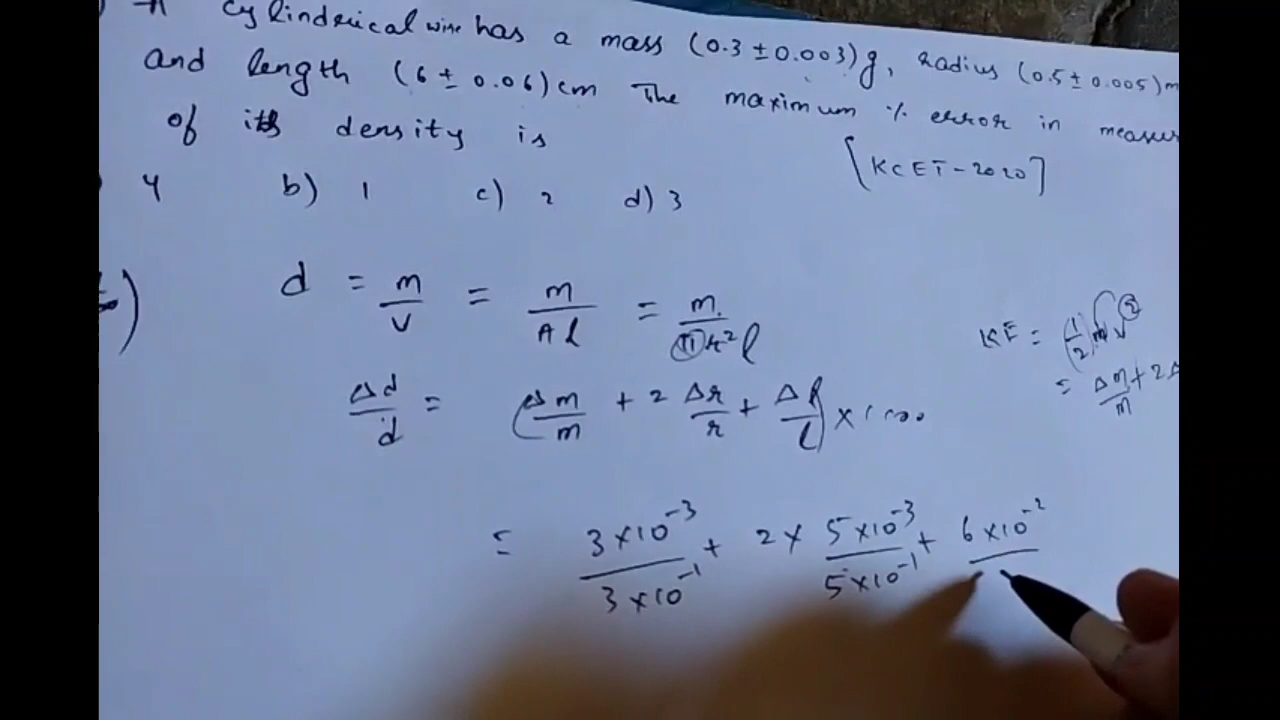 cylindrical wire has a mass (0.3 ± 0.003)g, radius (0.5 ± 0.005)m
and length (6 ± 0.06)cm The maximum % error in measur
of its density is
[KCET-2020]
4 b) 1 c) 2 d) 3
d = m/V = m/Al = m/πr²l
KE = (1/2)mv²
= Δm/m + 2Δ
Δd/d = (Δm/m + 2 Δr/r + Δl/l) × 100
= 3×10⁻³/3×10⁻¹ + 2× 5×10⁻³/5×10⁻¹ + 6×10⁻²/